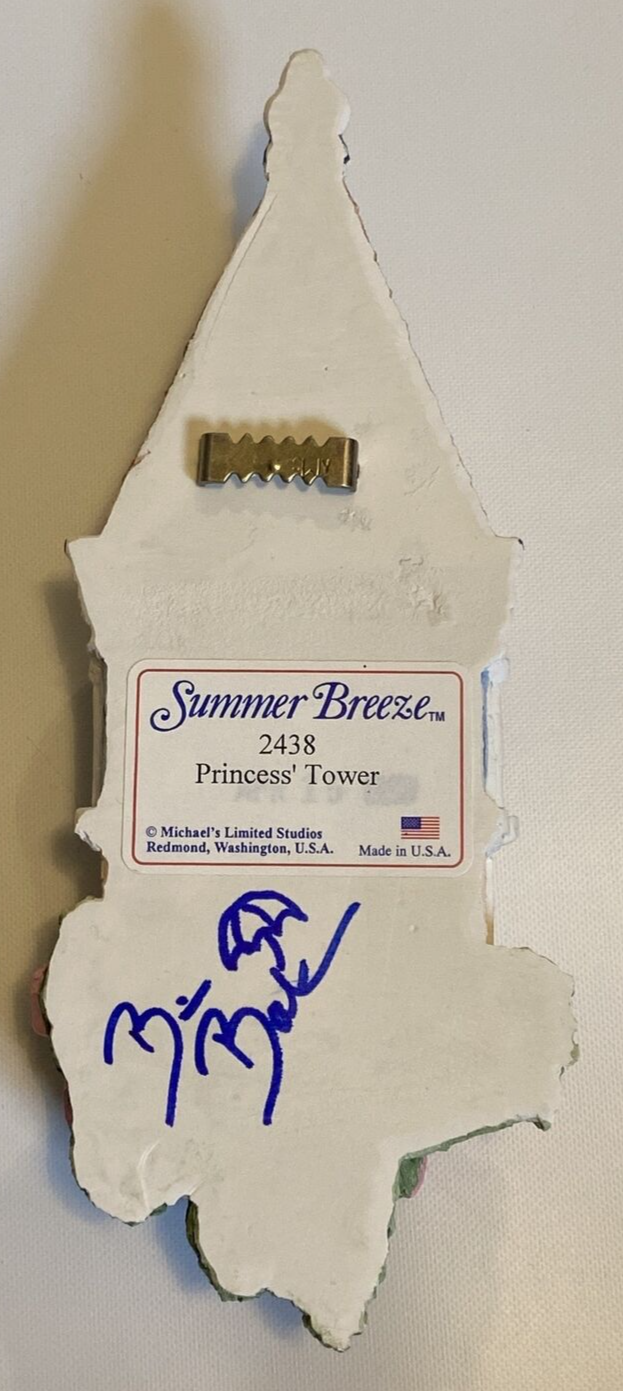 Summer Breeze™
2438
Princess' Tower
© Michael's Limited Studios
Redmond, Washington, U.S.A.
Made in U.S.A.